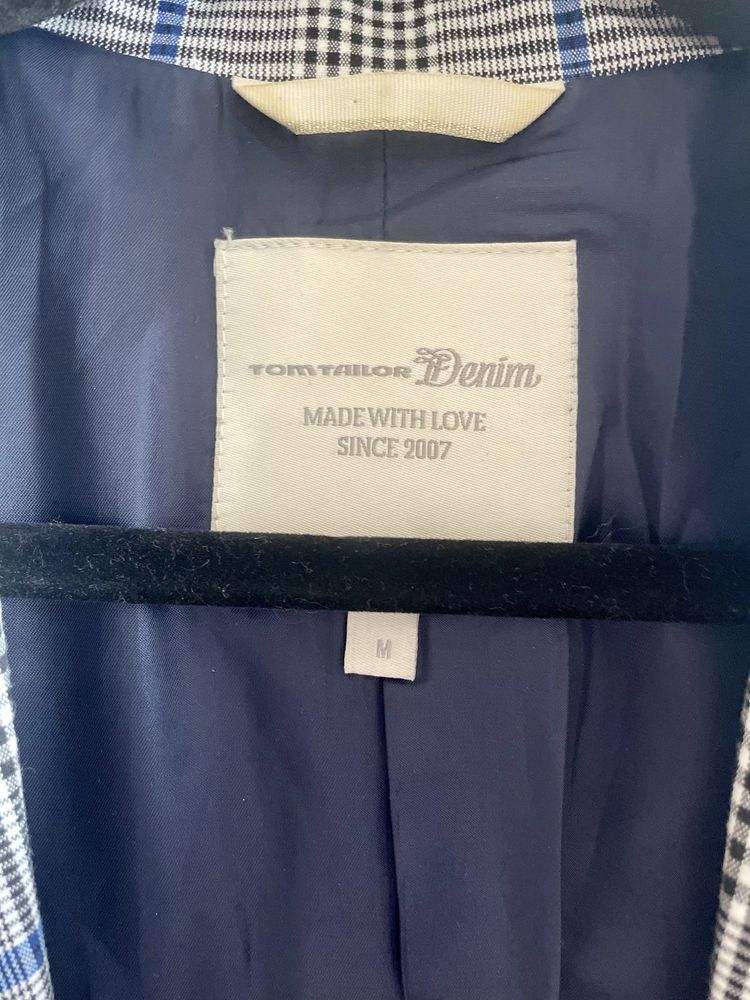 TOM TAILOR Denim
MADE WITH LOVE
SINCE 2007
M